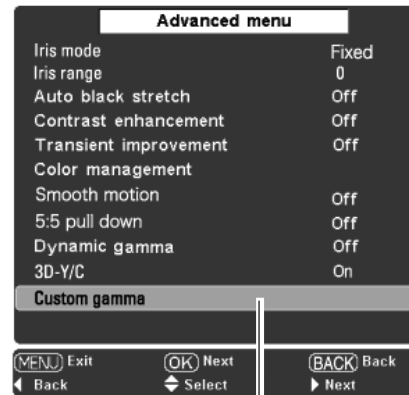 Advanced menu
Iris mode Fixed
Iris range 0
Auto black stretch Off
Contrast enhancement Off
Transient improvement Off
Color management
Smooth motion Off
5:5 pull down Off
Dynamic gamma Off
3D-Y/C On
Custom gamma
MENU Exit OK Next BACK Back
Back Select Next